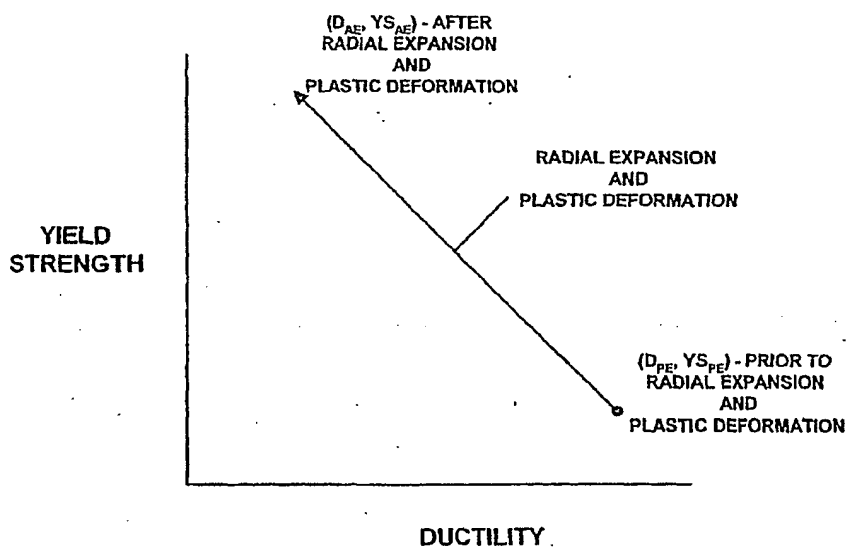 (D_AE, YS_AE) - AFTER
RADIAL EXPANSION
AND
PLASTIC DEFORMATION
RADIAL EXPANSION
AND
PLASTIC DEFORMATION
YIELD
STRENGTH
(D_PE, YS_PE) - PRIOR TO
RADIAL EXPANSION
AND
PLASTIC DEFORMATION
DUCTILITY